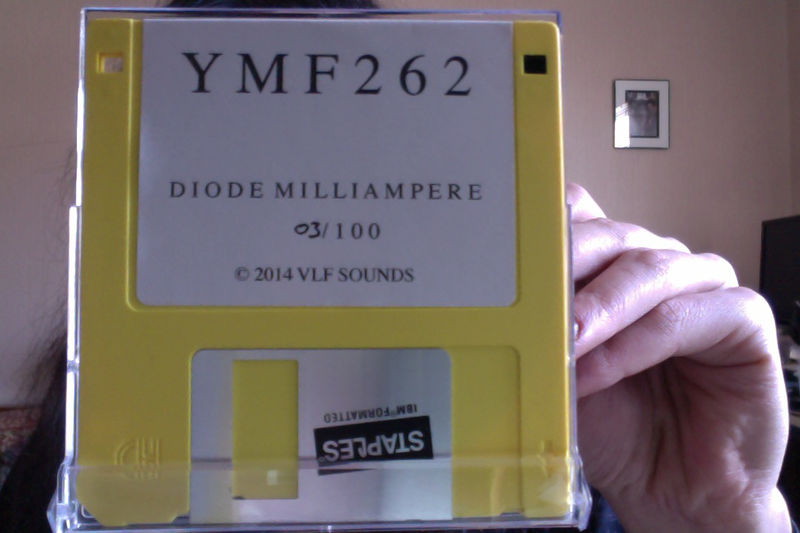 YMF262
DIODE MILLIAMPERE
03/100
© 2014 VLF SOUNDS
STAPLES
IBM® FORMATTED